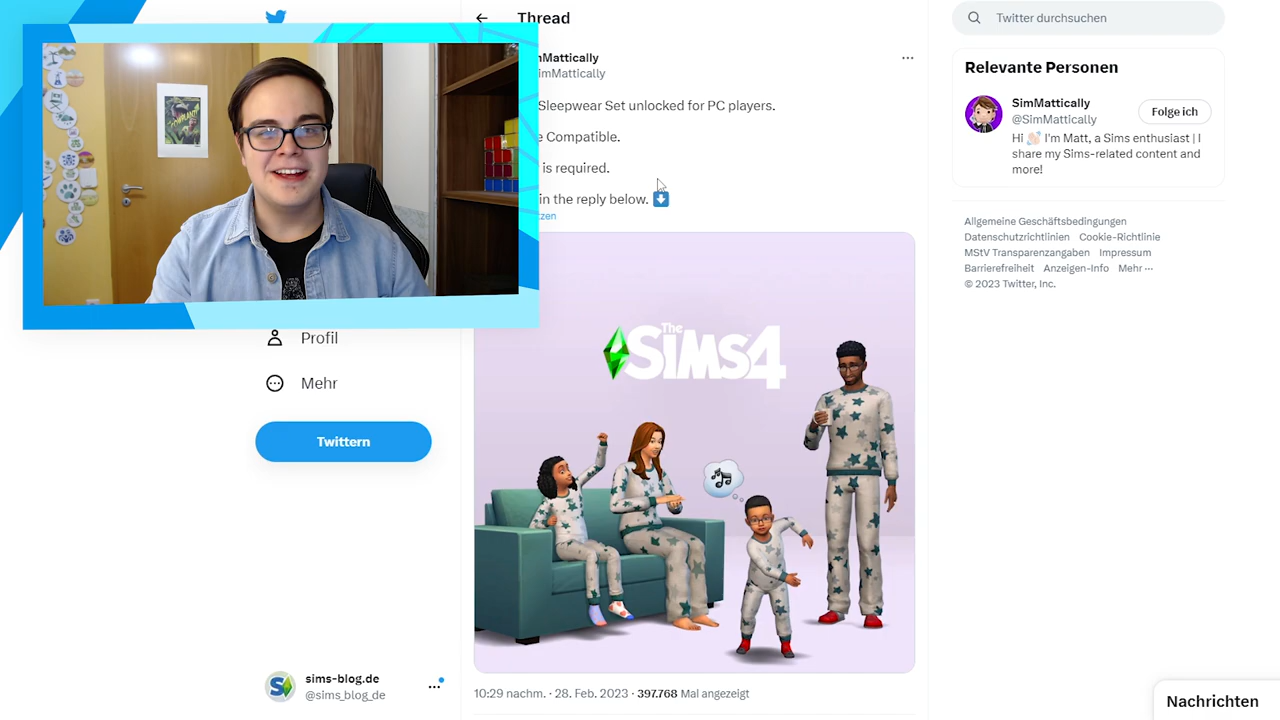 Thread
Mattically
imMattically
Sleepwear Set unlocked for PC players.
e Compatible.
is required.
in the reply below.
zen
The
SiMS4
Profil
Mehr
Twittern
sims-blog.de
@sims_blog_de
10:29 nachm. · 28. Feb. 2023 · 397.768 Mal angezeigt
Twitter durchsuchen
Relevante Personen
SimMattically
@SimMattically
Folge ich
Hi 👋🏻 I'm Matt, a Sims enthusiast | I
share my Sims-related content and
more!
Allgemeine Geschäftsbedingungen
Datenschutzrichtlinien Cookie-Richtlinie
MStV Transparenzangaben Impressum
Barrierefreiheit Anzeigen-Info Mehr ···
© 2023 Twitter, Inc.
Nachrichten